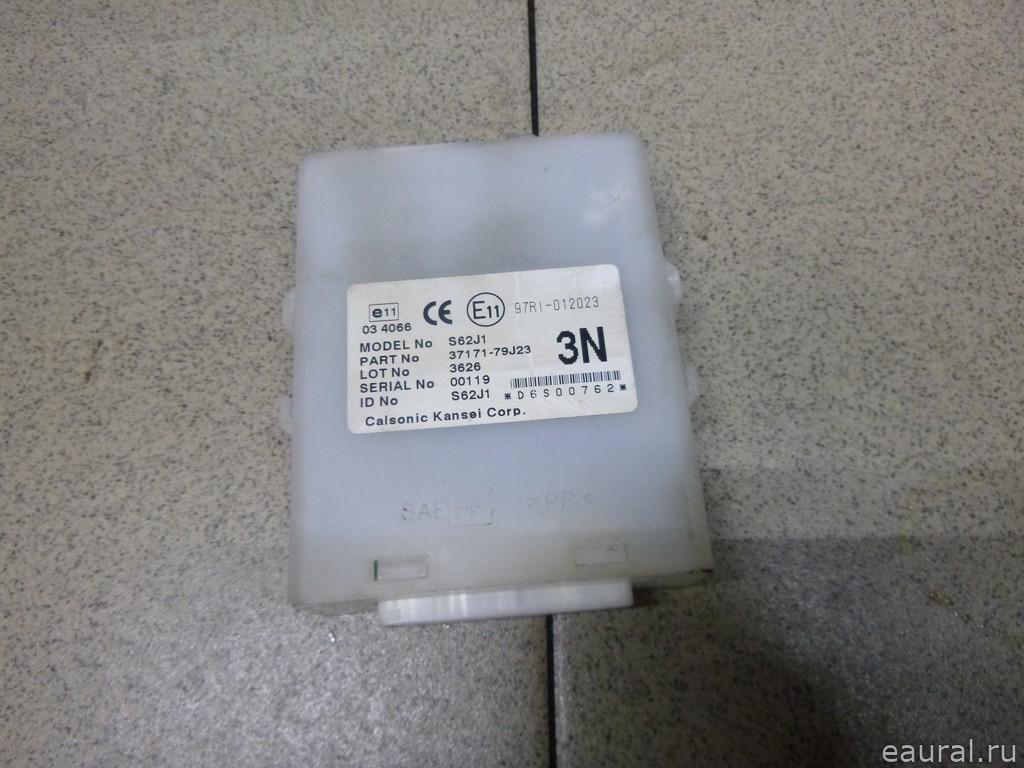 e11
03 4066
CE
E11
97RI-012023
MODEL No S62J1
PART No 37171-79J23
LOT No 3626
SERIAL No 00119
ID No S62J1
3N
*D6S00762*
Calsonic Kansei Corp.
>PP<
eaural.ru